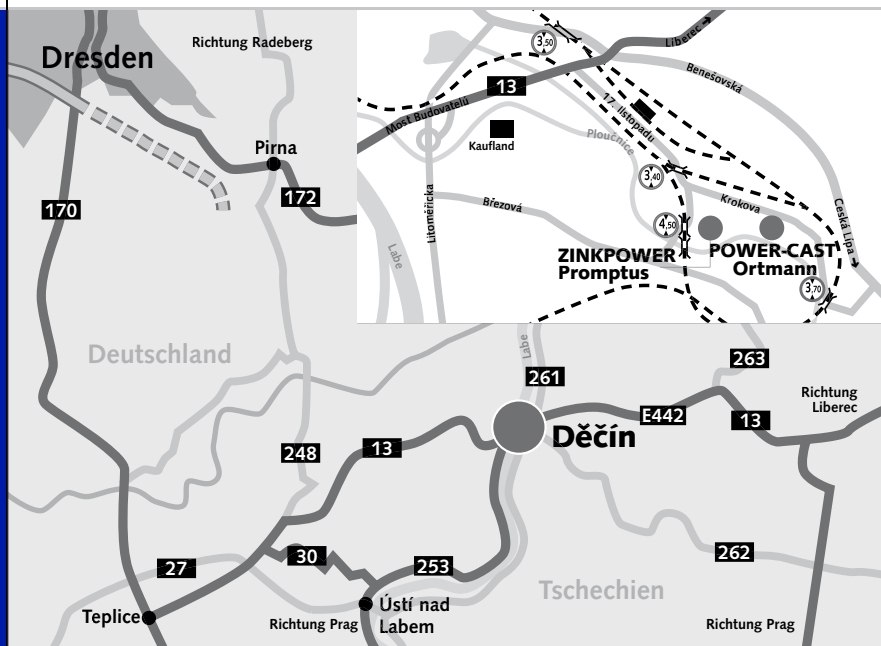 Dresden
Richtung Radeberg
Pirna
170
172
Deutschland
Liberec
Benešovská
3,50
13
Most Budovatelů
17. listopadu
Kaufland
Ploučnice
3,40
Litoměřická
Březová
Krokova
Česká Lípa
4,50
Labe
ZINKPOWER
Promptus
POWER-CAST
Ortmann
3,70
Labe
261
263
Richtung
Liberec
E442
13
Děčín
248
13
262
27
30
253
Tschechien
Teplice
Ústí nad
Labem
Richtung Prag
Richtung Prag